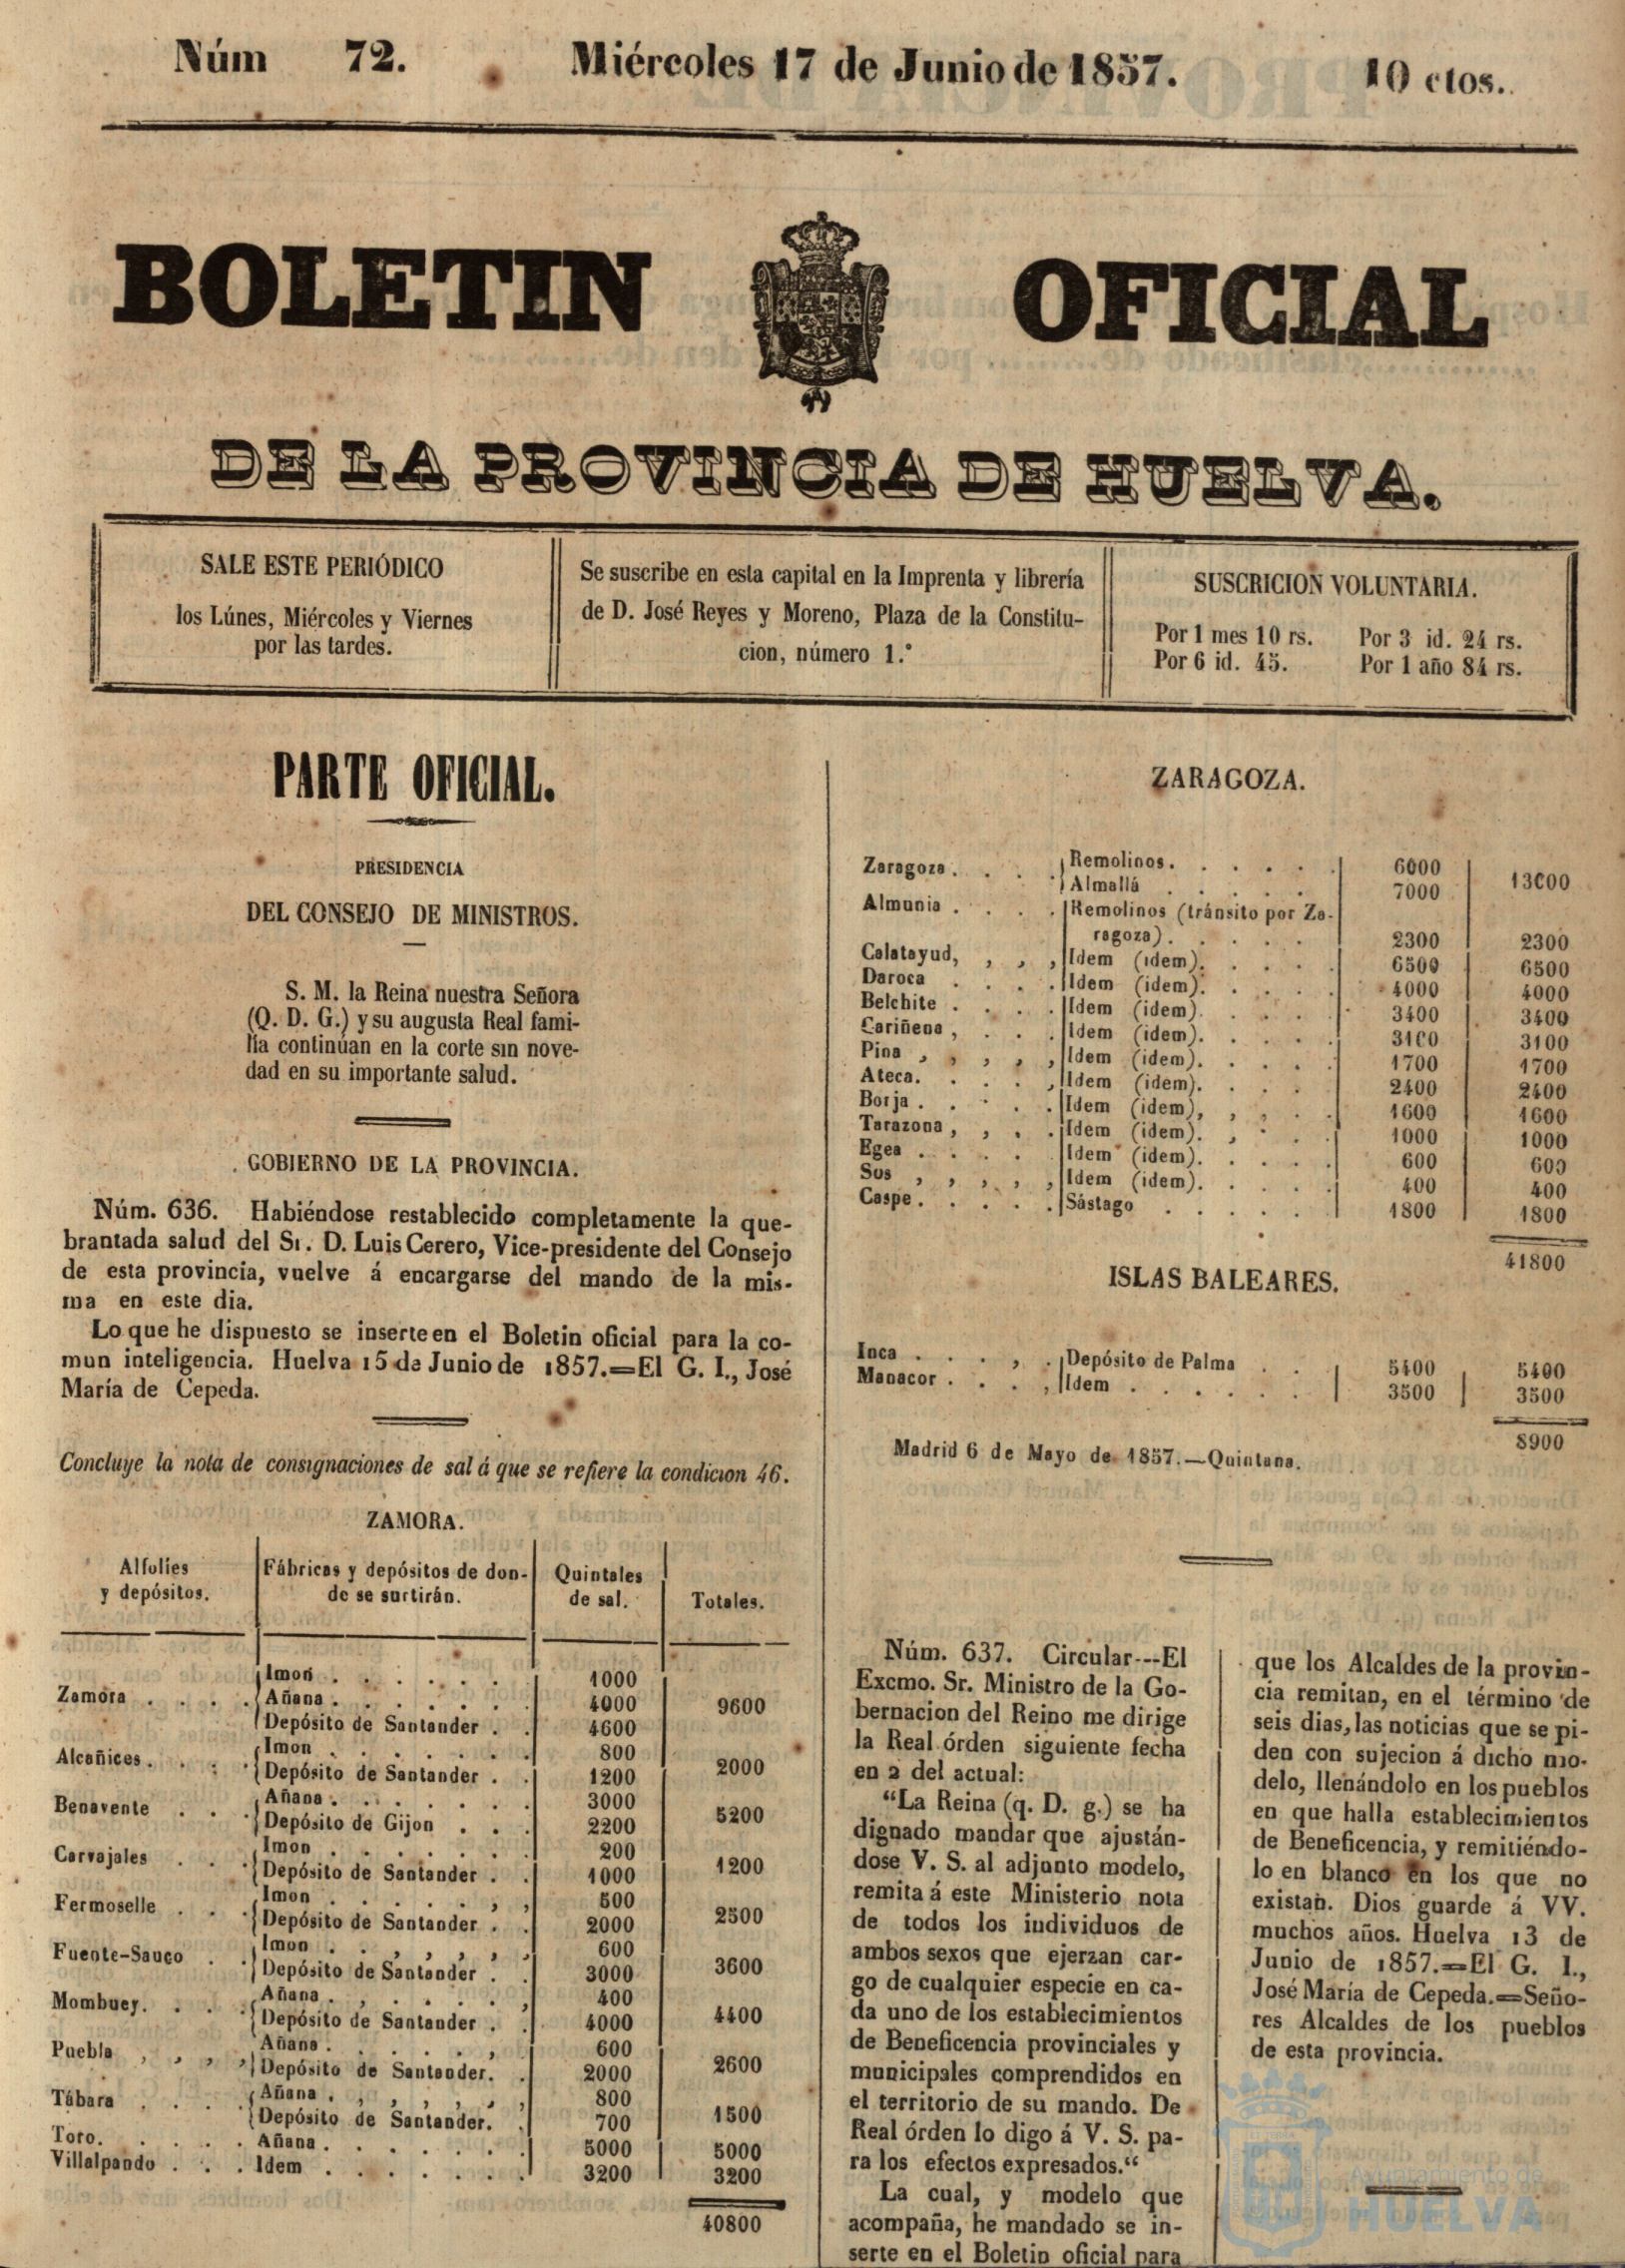 Núm 72. Miércoles 17 de Junio de 1857. 10 ctos.
BOLETIN OFICIAL
DE LA PROVINCIA DE HUELVA.
SALE ESTE PERIÓDICO
los Lúnes, Miércoles y Viernes
por las tardes.
Se suscribe en esta capital en la Imprenta y librería
de D. José Reyes y Moreno, Plaza de la Constitu-
cion, número 1.°
SUSCRICION VOLUNTARIA.
Por 1 mes 10 rs. Por 3 id. 24 rs.
Por 6 id. 45. Por 1 año 84 rs.
PARTE OFICIAL.
PRESIDENCIA
DEL CONSEJO DE MINISTROS.
S. M. la Reina nuestra Señora
(Q. D. G.) y su augusta Real fami-
lia continúan en la corte sin nove-
dad en su importante salud.
GOBIERNO DE LA PROVINCIA.
Núm. 636. Habiéndose restablecido completamente la que-
brantada salud del Sr. D. Luis Cerero, Vice-presidente del Consejo
de esta provincia, vuelve á encargarse del mando de la mis-
ma en este dia.
Lo que he dispuesto se inserte en el Boletin oficial para la co-
mun inteligencia. Huelva 15 de Junio de 1857.=El G. I., José
María de Cepeda.
Concluye la nota de consignaciones de sal á que se refiere la condicion 46.
ZAMORA.
Alfolíes
y depósitos.
Fábricas y depósitos de don-
de se surtirán.
Quintales
de sal.
Totales.
Zamora . . . . Imon . . . . . . 1000
Añana . . . . . . 4000 9600
Depósito de Santander . . 4600
Alcañices. . . . Imon . . . . . . 800
Depósito de Santander . . 1200 2000
Benavente . . . Añana . . . . . . 3000
Depósito de Gijon . . . 2200 5200
Carvajales . . . Imon . . . . . . 200
Depósito de Santander . . 1000 1200
Fermoselle . . . Imon . . . . , , 500
Depósito de Santander . . 2000 2500
Fuente-Sauco . . Imon . . , , , , 600
Depósito de Santander . . 3000 3600
Mombuey. . . . Añana . , . . . , 400
Depósito de Santander . . 4000 4400
Puebla , , , , Añana . . . . . , 600
Depósito de Santander. . 2000 2600
Tábara . . . . Añana . , , , , , 800
Depósito de Santander. . 700 1500
Toro. . . . . Añana . . . . . . 5000 5000
Villalpando . . . Idem . . . . . . . 3200 3200
40800
ZARAGOZA.
Zaragoza. . . . Remolinos. . . . . . 6000
Almallá . . . . . 7000 13000
Almunia . . . . Remolinos (tránsito por Za-
ragoza) . . . . . 2300 2300
Calatayud, , , , Idem (idem). . . . . 6500 6500
Daroca . . . . Idem (idem). . . . . 4000 4000
Belchite . . . . Idem (idem). . . . . 3400 3400
Cariñena , . . . Idem (idem). . . . . 3100 3100
Pina , , , , , Idem (idem). . . . . 1700 1700
Ateca. . . . , Idem (idem). . . . . 2400 2400
Borja . . . . . Idem (idem), , , . . 1600 1600
Tarazona , , , . Idem (idem). , . . . 1000 1000
Egea . . . . . Idem (idem). . . . . 600 600
Sos , , , , , Idem (idem). . . . . 400 400
Caspe. . . . . Sástago . . . . . . 1800 1800
41800
ISLAS BALEARES.
Inca . . . , . Depósito de Palma . . 5400 5400
Manacor . . . , Idem . . . . . . 3500 3500
8900
Madrid 6 de Mayo de 1857.—Quintana.
Núm. 637. Circular---El
Excmo. Sr. Ministro de la Go-
bernacion del Reino me dirige
la Real órden siguiente fecha
en 2 del actual:
“La Reina (q. D. g.) se ha
dignado mandar que ajustán-
dose V. S. al adjunto modelo,
remita á este Ministerio nota
de todos los individuos de
ambos sexos que ejerzan car-
go de cualquier especie en ca-
da uno de los establecimientos
de Beneficencia provinciales y
municipales comprendidos en
el territorio de su mando. De
Real órden lo digo á V. S. pa-
ra los efectos expresados.“
La cual, y modelo que
acompaña, he mandado se in-
serte en el Boletin oficial para
que los Alcaldes de la provin-
cia remitan, en el término de
seis dias, las noticias que se pi-
den con sujecion á dicho mo-
delo, llenándolo en los pueblos
en que halla establecimientos
de Beneficencia, y remitiéndo-
lo en blanco en los que no
existan. Dios guarde á VV.
muchos años. Huelva 13 de
Junio de 1857.=El G. I.,
José María de Cepeda.=Seño-
res Alcaldes de los pueblos
de esta provincia.
Ayuntamiento de
HUELVA